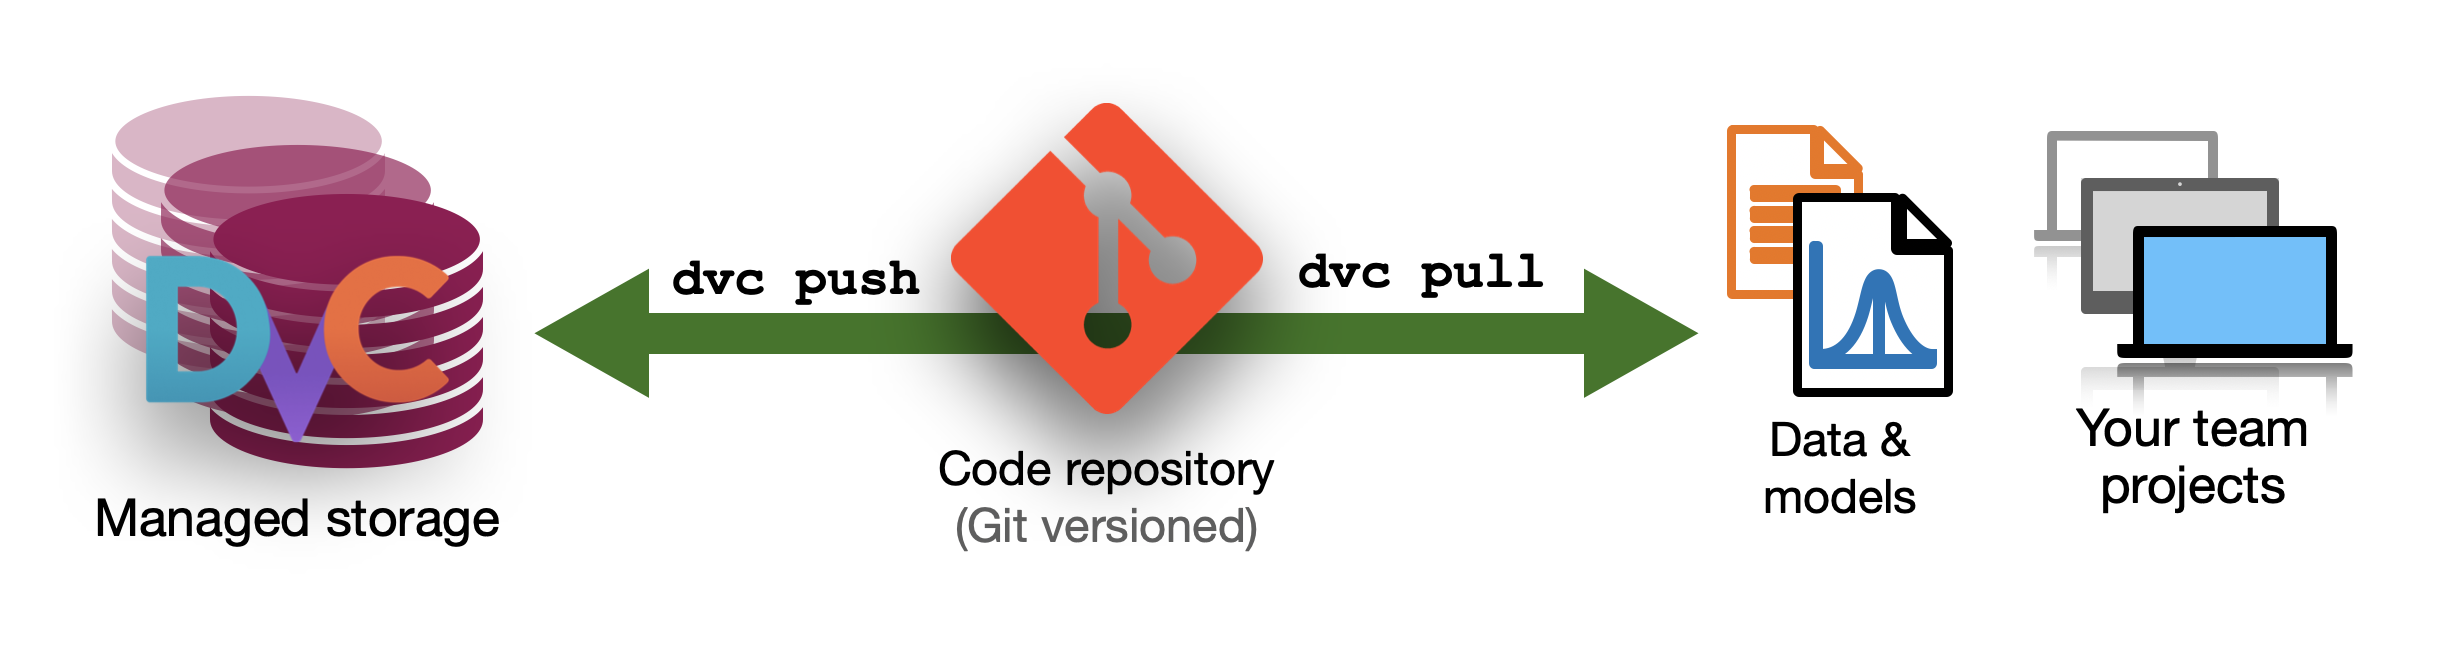 DVC
Managed storage
dvc push
Code repository
(Git versioned)
dvc pull
Data &
models
Your team
projects